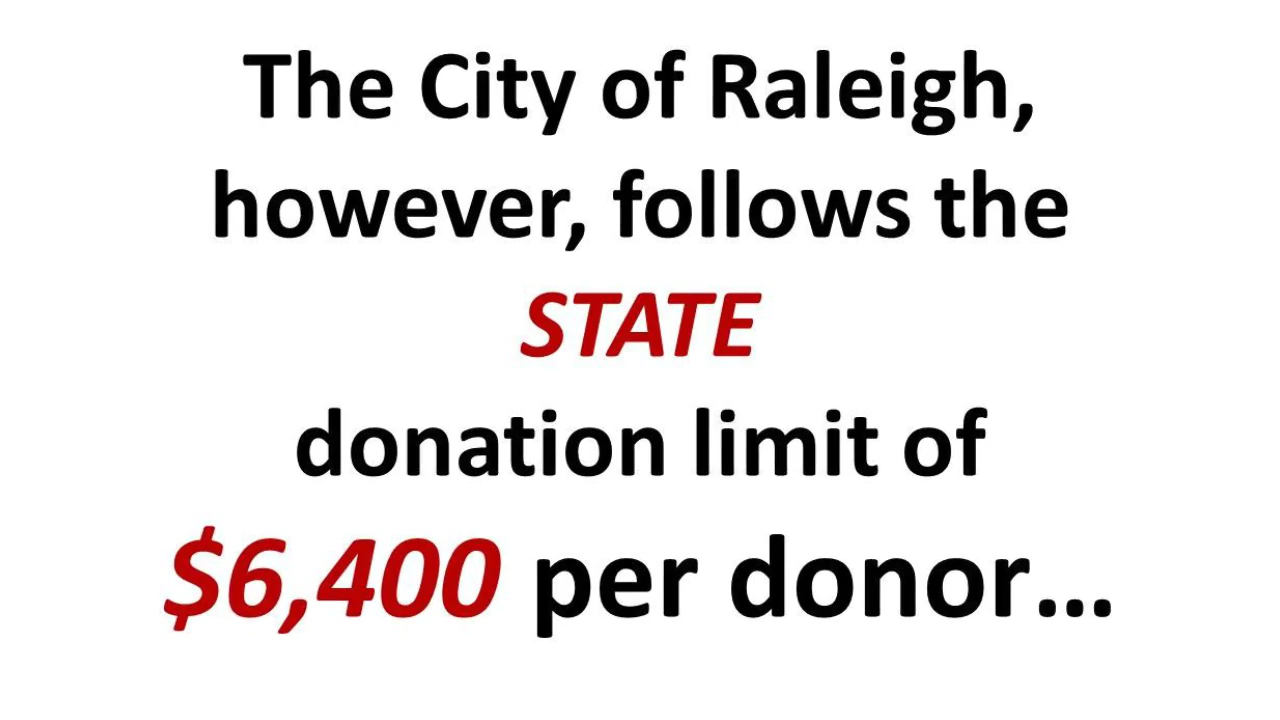 The City of Raleigh,
however, follows the
STATE
donation limit of
$6,400 per donor...